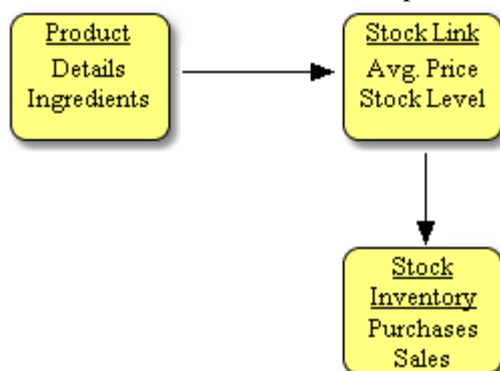 Product
Details
Ingredients
Stock Link
Avg. Price
Stock Level
Stock
Inventory
Purchases
Sales